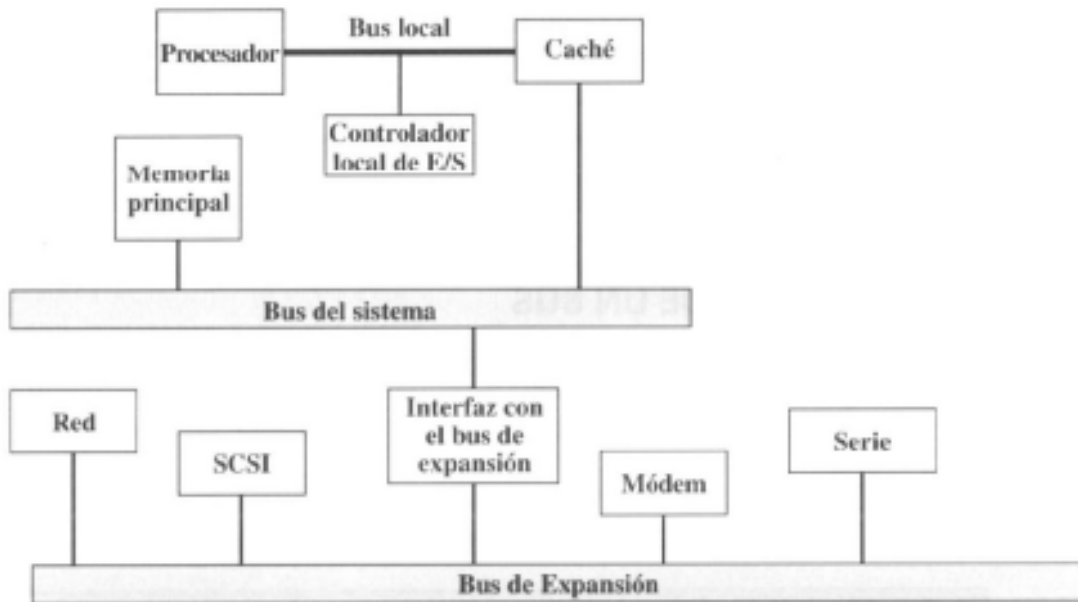 Bus local
Procesador
Caché
Controlador
local de E/S
Memoria
principal
Bus del sistema
Red
SCSI
Interfaz con
el bus de
expansión
Módem
Serie
Bus de Expansión